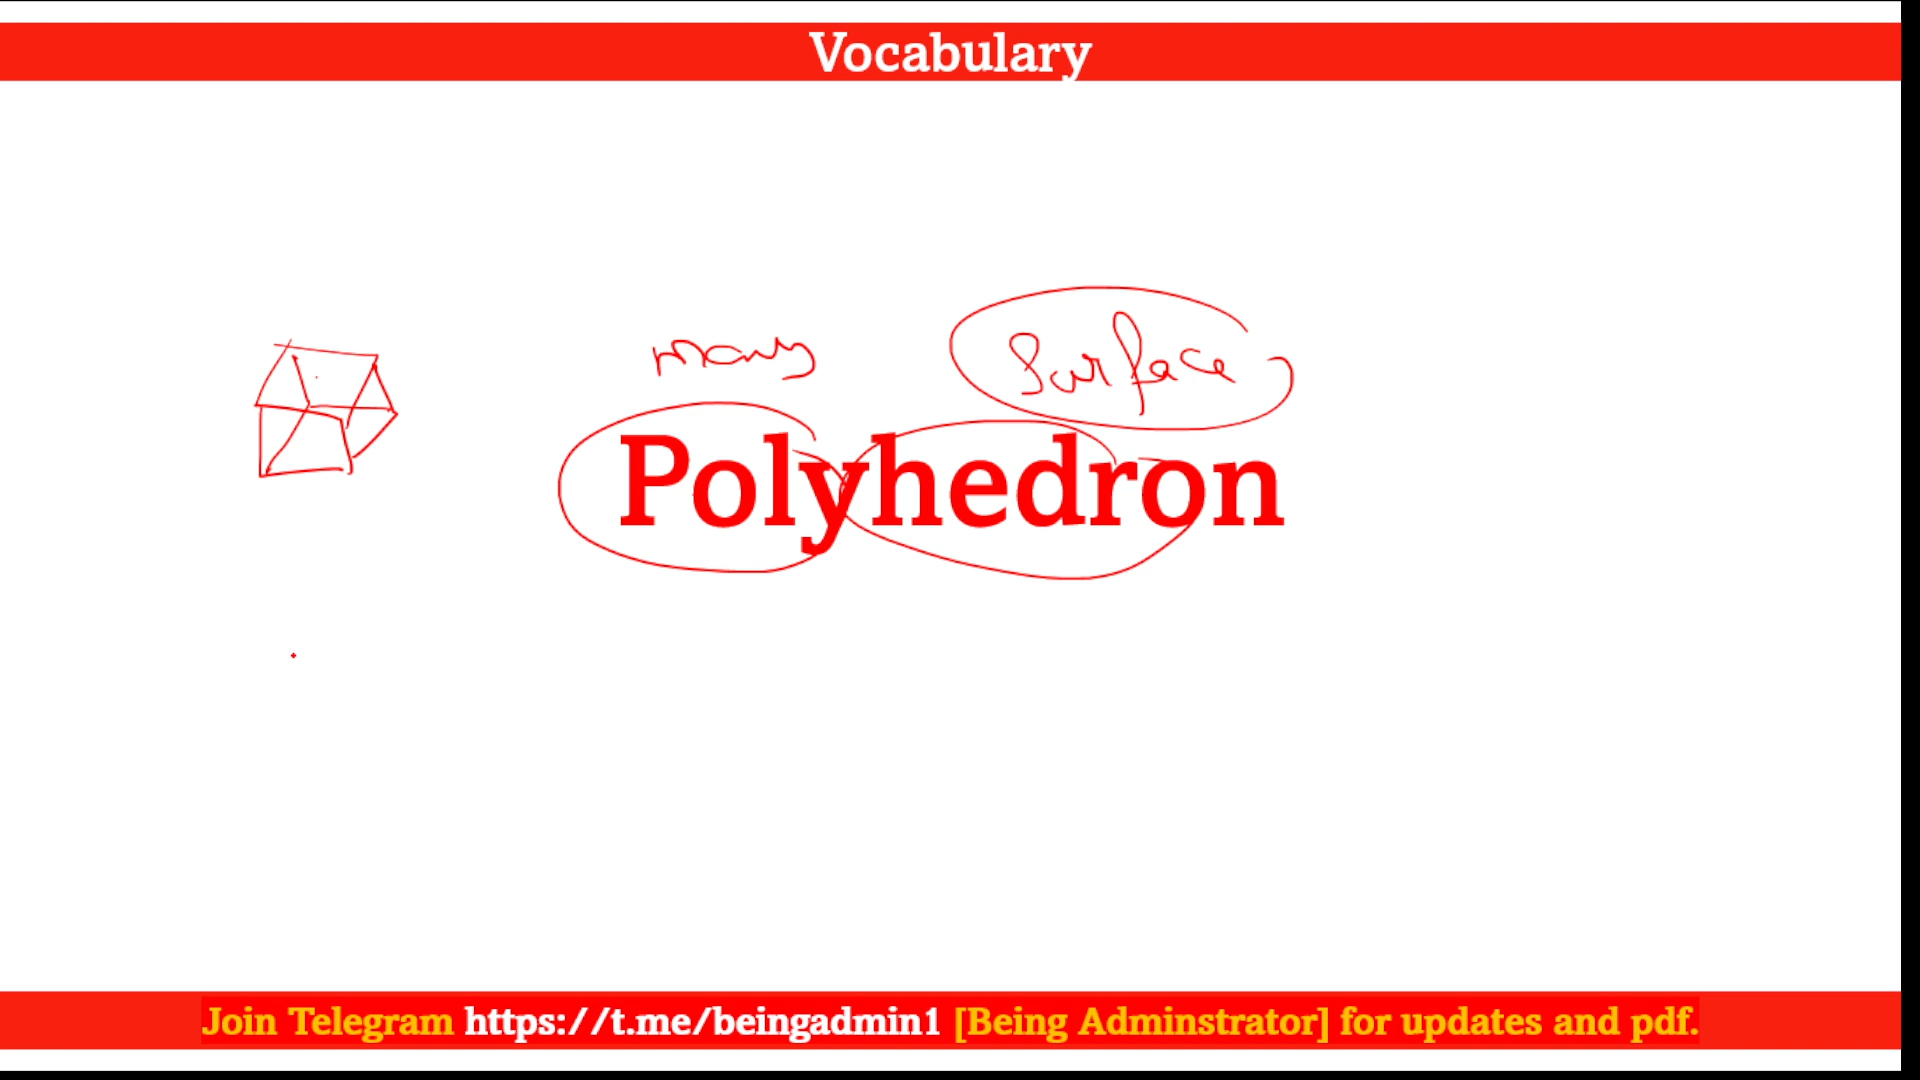 Vocabulary
many
Surface
Polyhedron
Join Telegram https://t.me/beingadmin1 [Being Adminstrator] for updates and pdf.